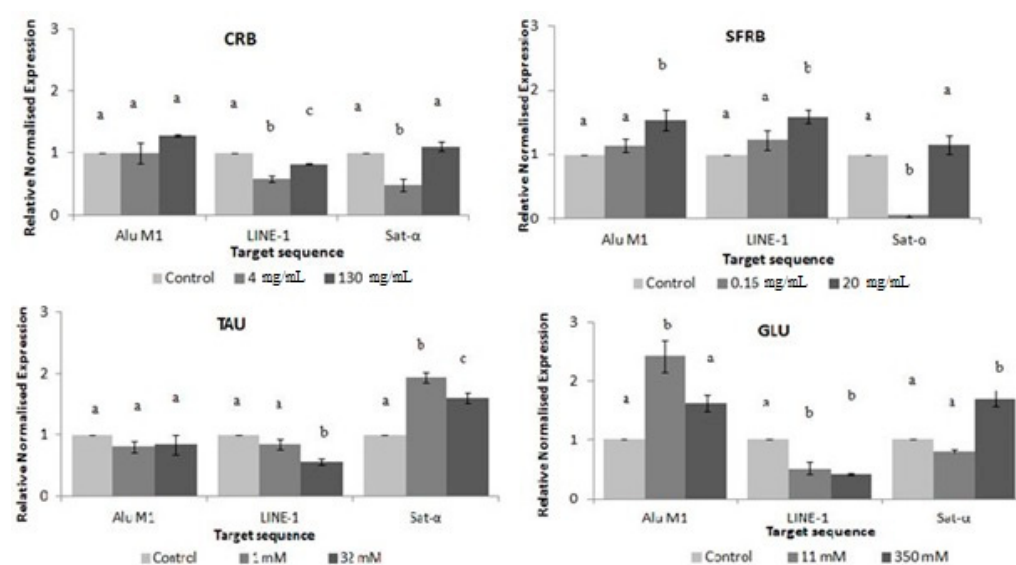 CRB
Relative Normalised Expression
3
2
1
0
a a a a b c a b a
Alu M1 LINE-1 Sat-α
Target sequence
Control 4 mg/mL 130 mg/mL
SFRB
Relative Normalised Expression
3
2
1
0
a a b a a b a b a
Alu M1 LINE-1 Sat-α
Target sequence
Control 0.15 mg/mL 20 mg/mL
TAU
Relative Normalised Expression
3
2
1
0
a a a a a b a b c
Alu M1 LINE-1 Sat-α
Target sequence
Control 1 mM 32 mM
GLU
Relative Normalised Expression
3
2
1
0
a b a a b b a a b
Alu M1 LINE-1 Sat-α
Target sequence
Control 11 mM 350 mM